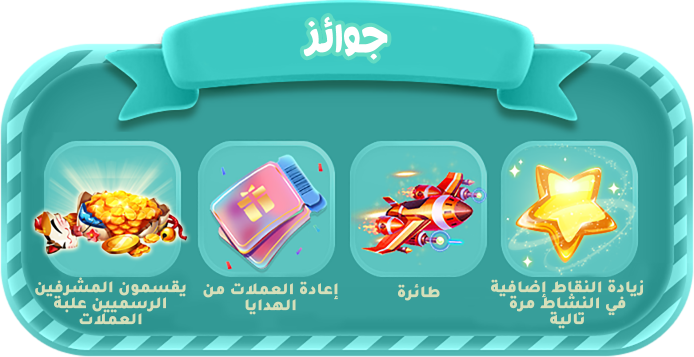 جوائز
زيادة النقاط إضافية
في النشاط مرة
تالية
طائرة
إعادة العملات من
الهدايا
يقسمون المشرفين
الرسميين علبة
العملات